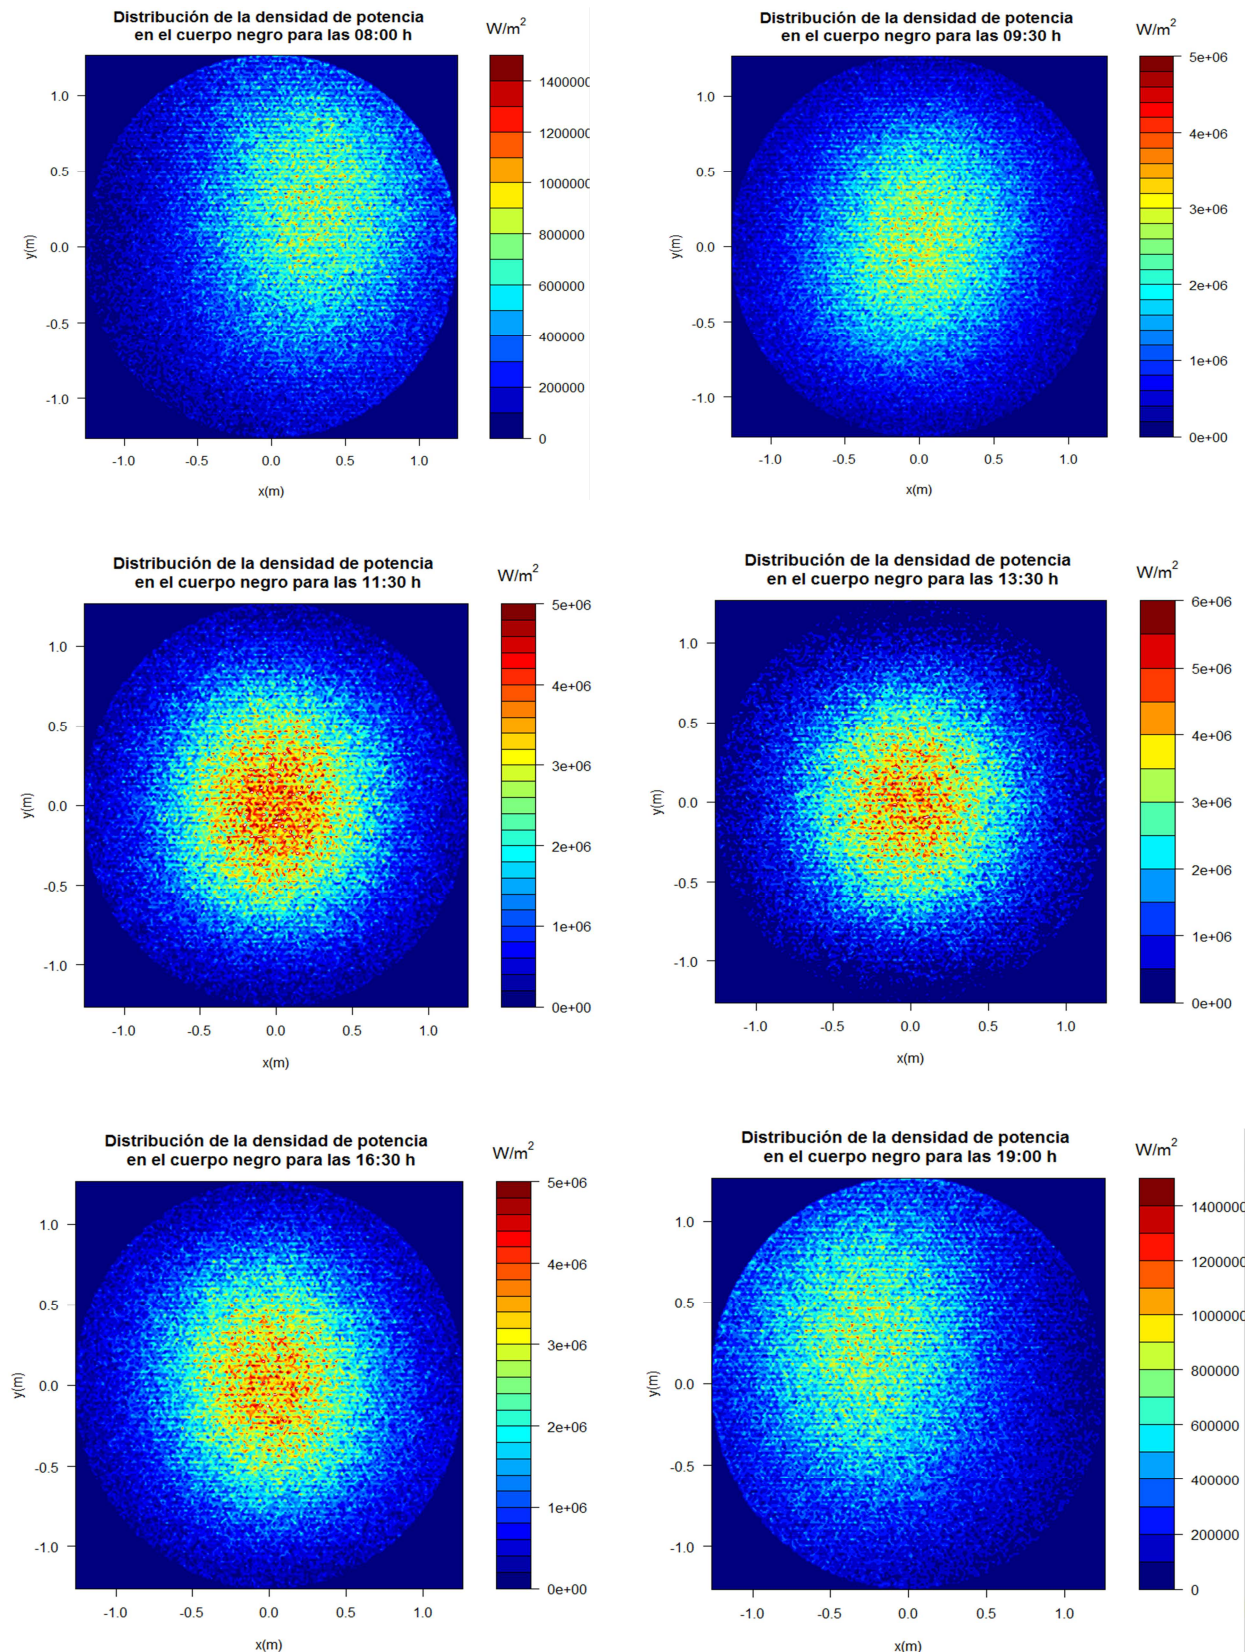 Distribución de la densidad de potencia
en el cuerpo negro para las 08:00 h
W/m²
1400000
1200000
1000000
800000
600000
400000
200000
0
1.0
0.5
0.0
-0.5
-1.0
y(m)
-1.0 -0.5 0.0 0.5 1.0
x(m)
Distribución de la densidad de potencia
en el cuerpo negro para las 09:30 h
W/m²
5e+06
4e+06
3e+06
2e+06
1e+06
0e+00
1.0
0.5
0.0
-0.5
-1.0
y(m)
-1.0 -0.5 0.0 0.5 1.0
x(m)
Distribución de la densidad de potencia
en el cuerpo negro para las 11:30 h
W/m²
5e+06
4e+06
3e+06
2e+06
1e+06
0e+00
1.0
0.5
0.0
-0.5
-1.0
y(m)
-1.0 -0.5 0.0 0.5 1.0
x(m)
Distribución de la densidad de potencia
en el cuerpo negro para las 13:30 h
W/m²
6e+06
5e+06
4e+06
3e+06
2e+06
1e+06
0e+00
1.0
0.5
0.0
-0.5
-1.0
y(m)
-1.0 -0.5 0.0 0.5 1.0
x(m)
Distribución de la densidad de potencia
en el cuerpo negro para las 16:30 h
W/m²
5e+06
4e+06
3e+06
2e+06
1e+06
0e+00
1.0
0.5
0.0
-0.5
-1.0
y(m)
-1.0 -0.5 0.0 0.5 1.0
x(m)
Distribución de la densidad de potencia
en el cuerpo negro para las 19:00 h
W/m²
1400000
1200000
1000000
800000
600000
400000
200000
0
1.0
0.5
0.0
-0.5
-1.0
y(m)
-1.0 -0.5 0.0 0.5 1.0
x(m)